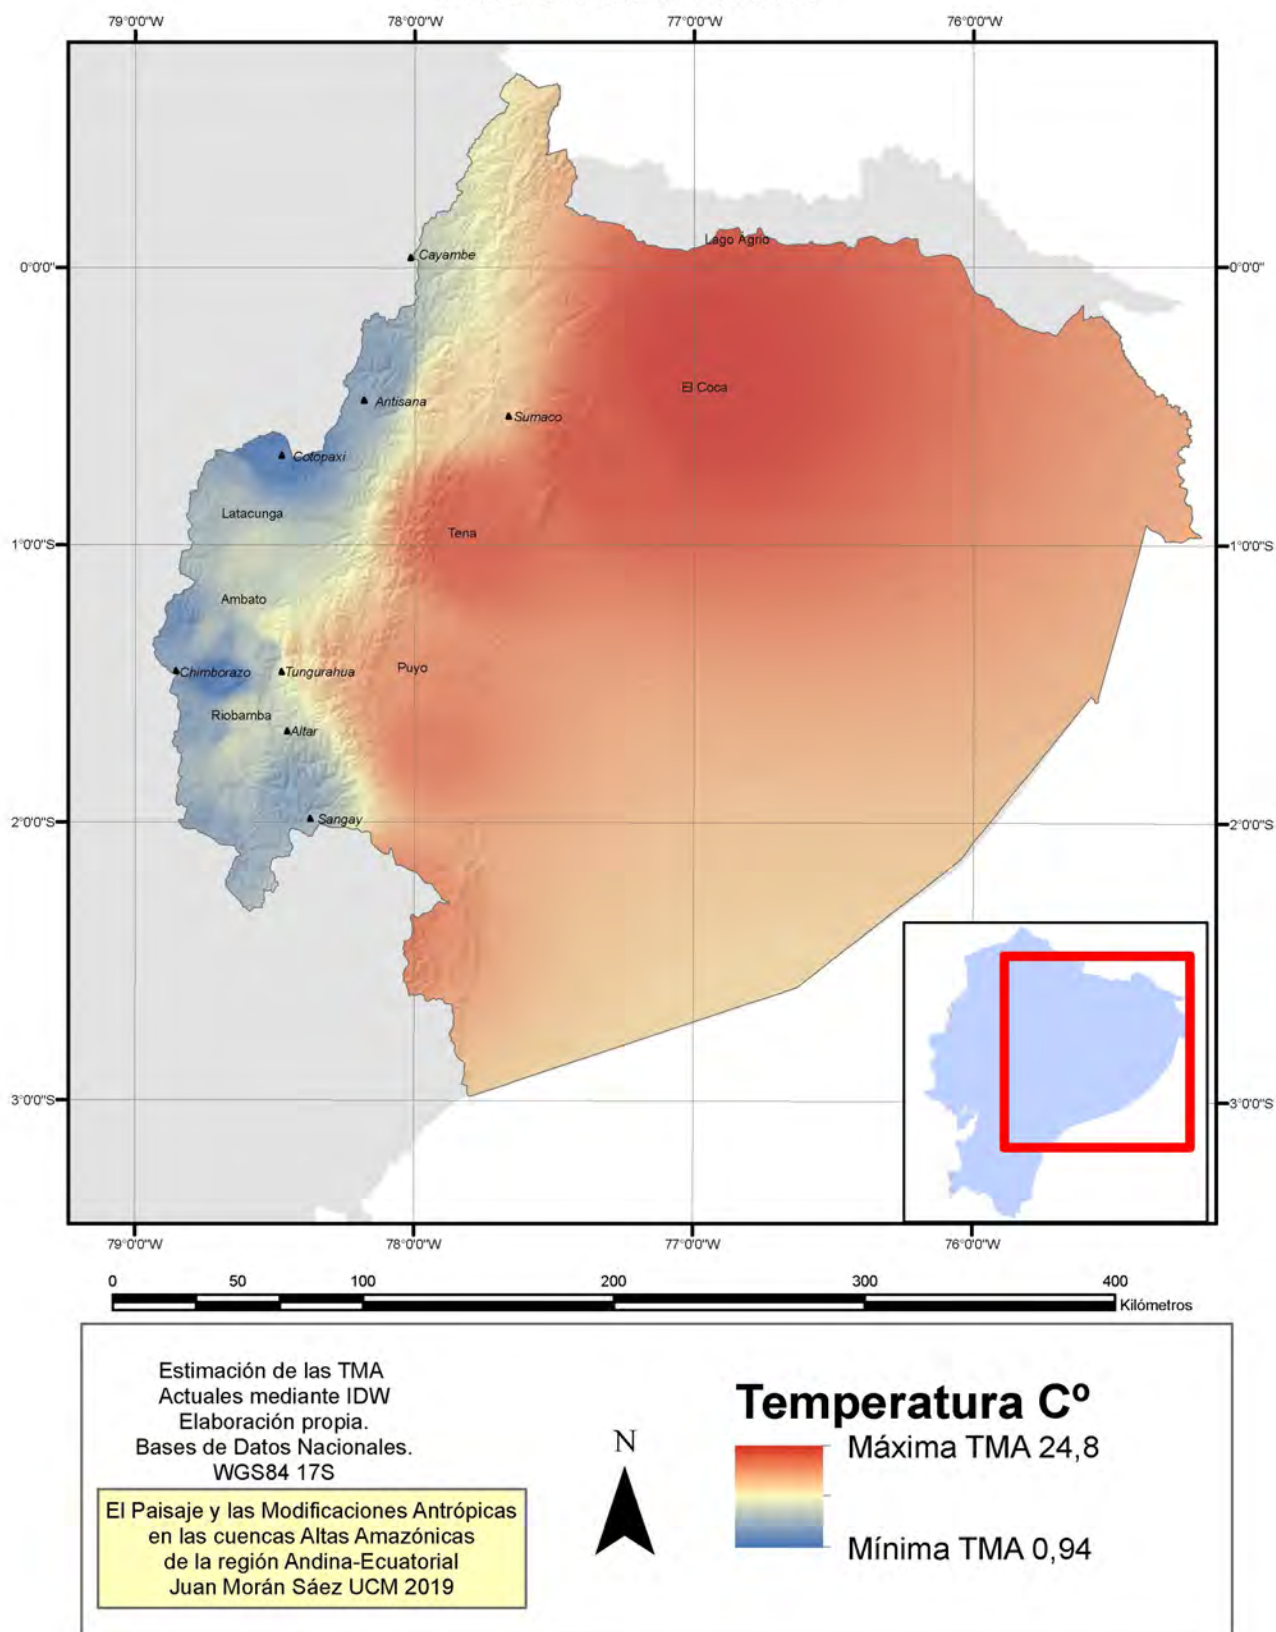 79°0'0"W 78°0'0"W 77°0'0"W 76°0'0"W
Lago Agrio
Cayambe
0°0'0" 0°0'0"
El Coca
Antisana
Sumaco
Cotopaxi
Latacunga
Tena
1°0'0"S 1°0'0"S
Ambato
Puyo
Chimborazo Tungurahua
Riobamba
Altar
Sangay
2°0'0"S 2°0'0"S
3°0'0"S 3°0'0"S
79°0'0"W 78°0'0"W 77°0'0"W 76°0'0"W
0 50 100 200 300 400
Kilómetros
Estimación de las TMA
Actuales mediante IDW
Elaboración propia.
Bases de Datos Nacionales.
WGS84 17S
El Paisaje y las Modificaciones Antrópicas
en las cuencas Altas Amazónicas
de la región Andina-Ecuatorial
Juan Morán Sáez UCM 2019
N
Temperatura Cº
Máxima TMA 24,8
Mínima TMA 0,94